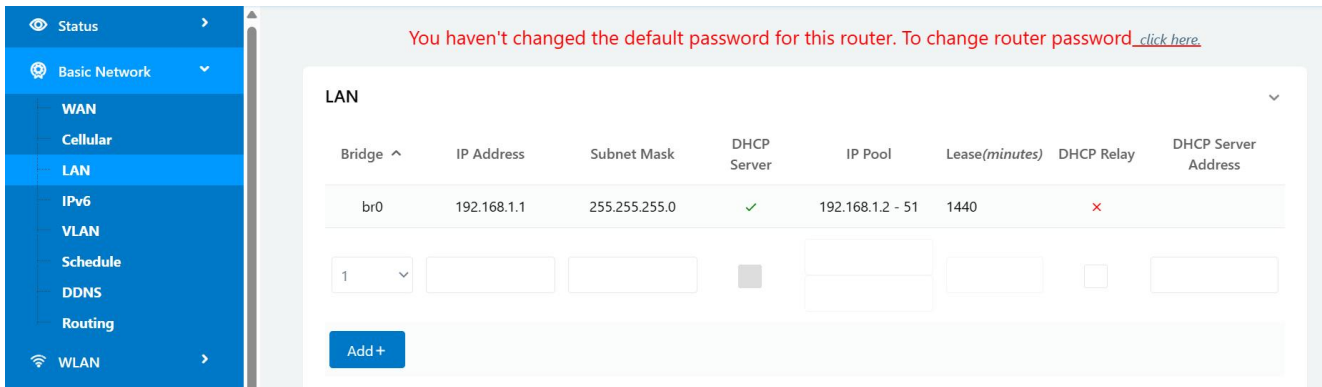 Status
Basic Network
WAN
Cellular
LAN
IPv6
VLAN
Schedule
DDNS
Routing
WLAN
You haven't changed the default password for this router. To change router password click here.
LAN
Bridge IP Address Subnet Mask DHCP Server IP Pool Lease(minutes) DHCP Relay DHCP Server Address
br0 192.168.1.1 255.255.255.0 192.168.1.2 - 51 1440
1
Add+